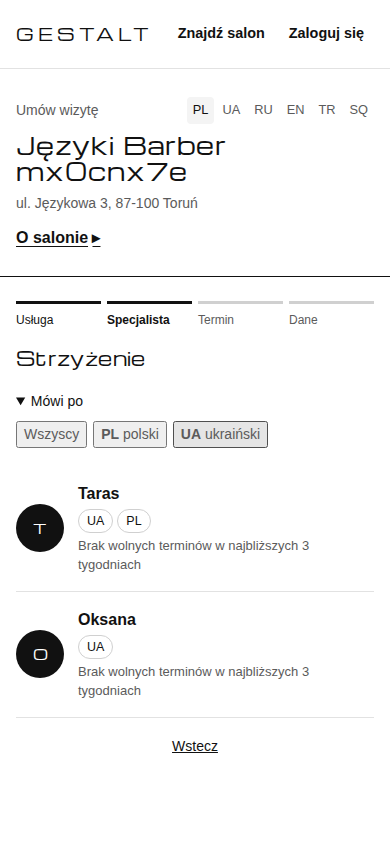 GESTALT Znajdź salon Zaloguj się
Umów wizytę PL UA RU EN TR SQ
Języki Barber
mx0cnx7e
ul. Językowa 3, 87-100 Toruń
O salonie ▸
Usługa Specjalista Termin Dane
Strzyżenie
▼ Mówi po
Wszyscy PL polski UA ukraiński
Taras
T
UA PL
Brak wolnych terminów w najbliższych 3
tygodniach
Oksana
O
UA
Brak wolnych terminów w najbliższych 3
tygodniach
Wstecz